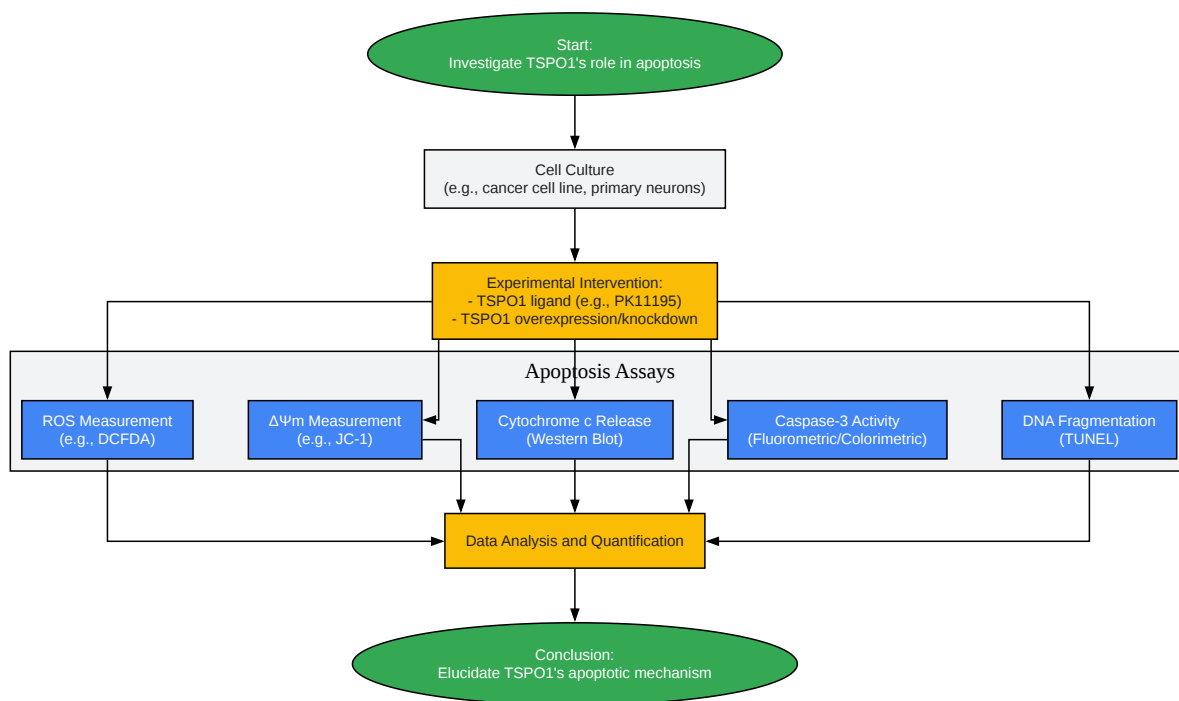 Start:
Investigate TSPO1's role in apoptosis
Cell Culture
(e.g., cancer cell line, primary neurons)
Experimental Intervention:
- TSPO1 ligand (e.g., PK11195)
- TSPO1 overexpression/knockdown
Apoptosis Assays
ROS Measurement
(e.g., DCFDA)
ΔΨm Measurement
(e.g., JC-1)
Cytochrome c Release
(Western Blot)
Caspase-3 Activity
(Fluorometric/Colorimetric)
DNA Fragmentation
(TUNEL)
Data Analysis and Quantification
Conclusion:
Elucidate TSPO1's apoptotic mechanism